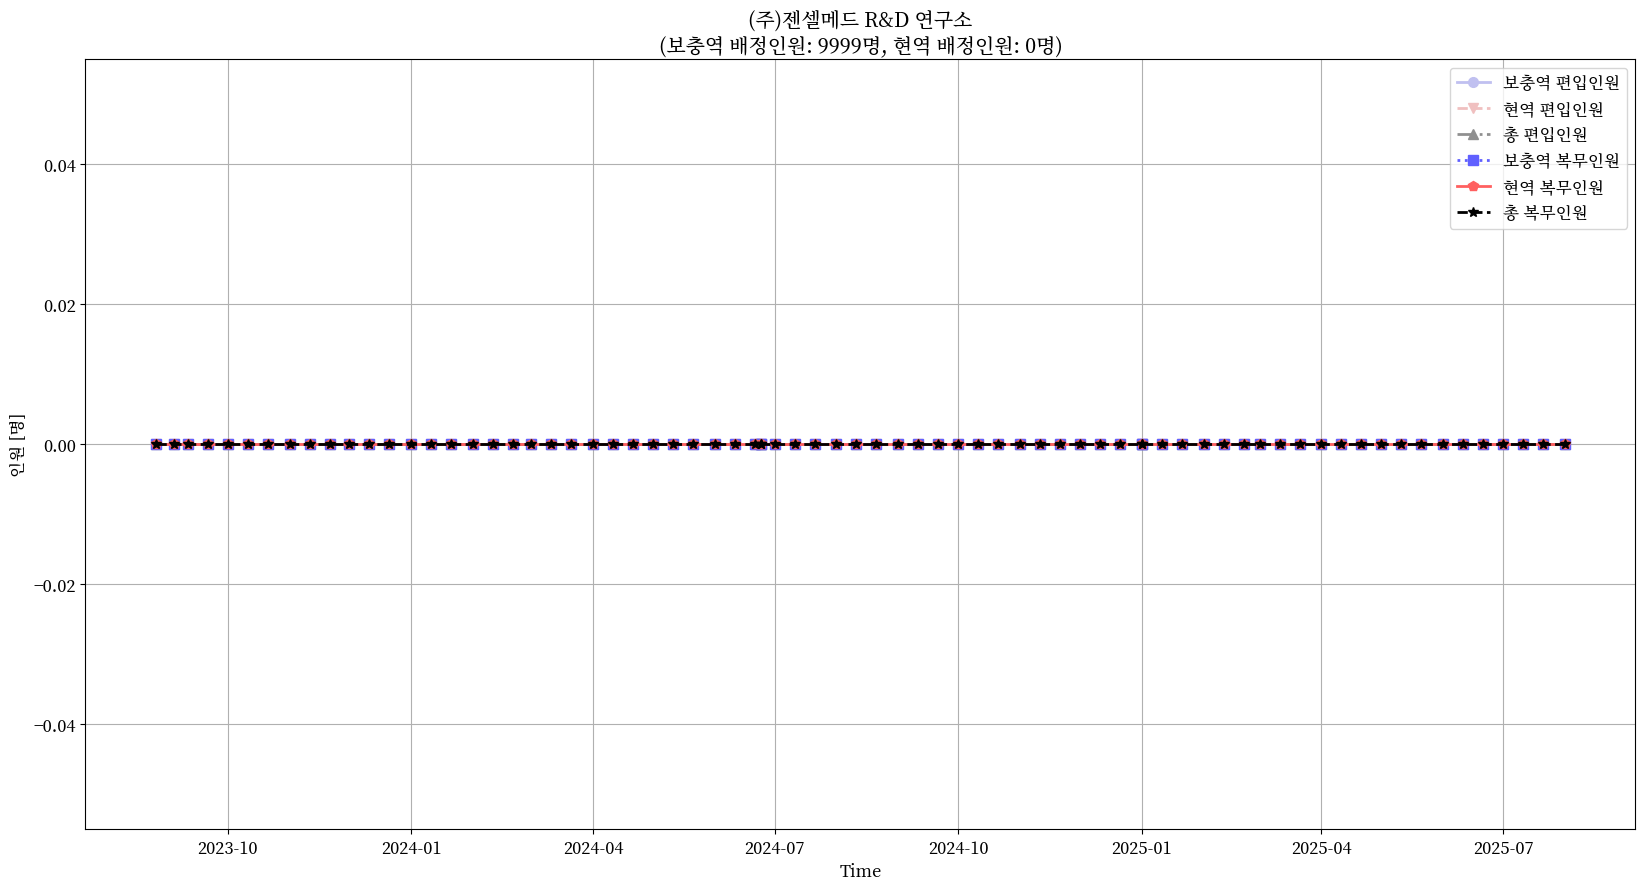 (주)젠셀메드 R&D 연구소
(보충역 배정인원: 9999명, 현역 배정인원: 0명)
보충역 편입인원
현역 편입인원
총 편입인원
보충역 복무인원
현역 복무인원
총 복무인원
인원 [명]
0.04
0.02
0.00
−0.02
−0.04
2023-10
2024-01
2024-04
2024-07
2024-10
2025-01
2025-04
2025-07
Time